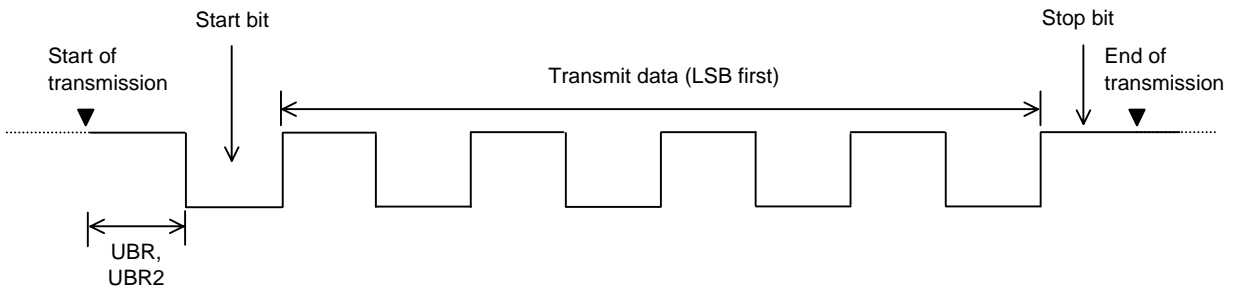 Start bit
Stop bit
Start of
transmission
Transmit data (LSB first)
End of
transmission
UBR,
UBR2